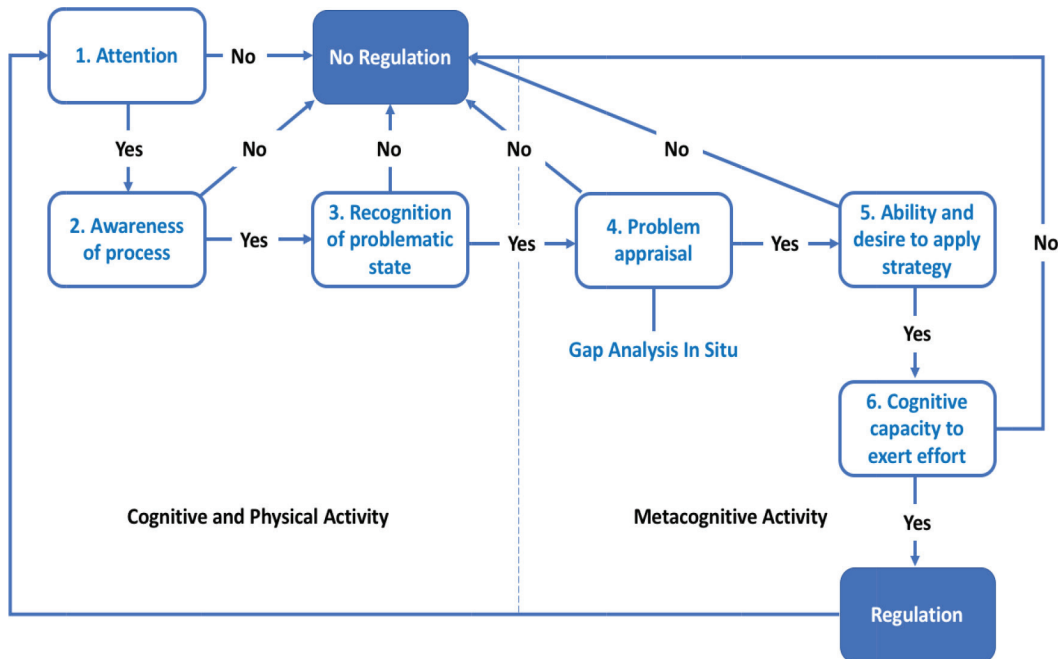 1. Attention
No
No Regulation
Yes
No
No
No
No
No
2. Awareness
of process
Yes
3. Recognition
of problematic
state
Yes
4. Problem
appraisal
Yes
5. Ability and
desire to apply
strategy
Gap Analysis In Situ
Yes
6. Cognitive
capacity to
exert effort
Cognitive and Physical Activity
Metacognitive Activity
Yes
Regulation